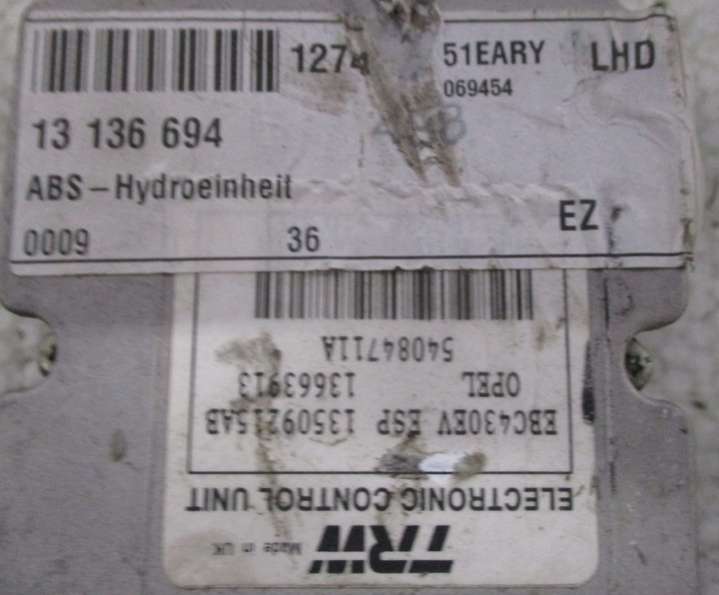 1274 51EARY LHD
069454
13 136 694
ABS-Hydroeinheit
EZ
0009 36
TRW Made in UK
ELECTRONIC CONTROL UNIT
EBC430EV ESP 13509215AB
OPEL 13663913
54084711A